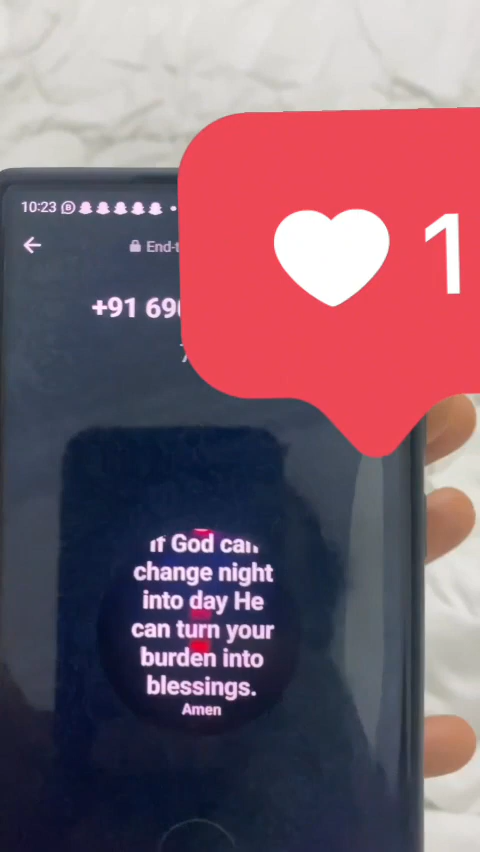 10:23
End-t
+91 69
1
If God can
change night
into day He
can turn your
burden into
blessings.
Amen